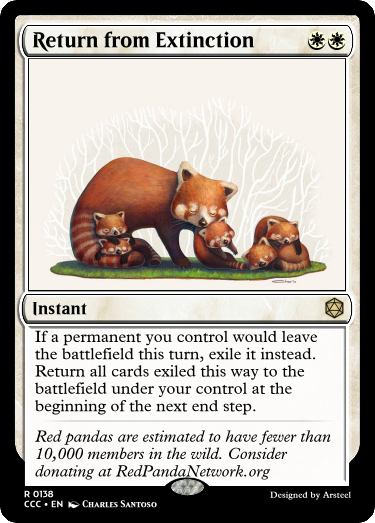 Return from Extinction
Instant
If a permanent you control would leave
the battlefield this turn, exile it instead.
Return all cards exiled this way to the
battlefield under your control at the
beginning of the next end step.
Red pandas are estimated to have fewer than
10,000 members in the wild. Consider
donating at RedPandaNetwork.org
R 0138
CCC • EN Charles Santoso
Designed by Arsteel